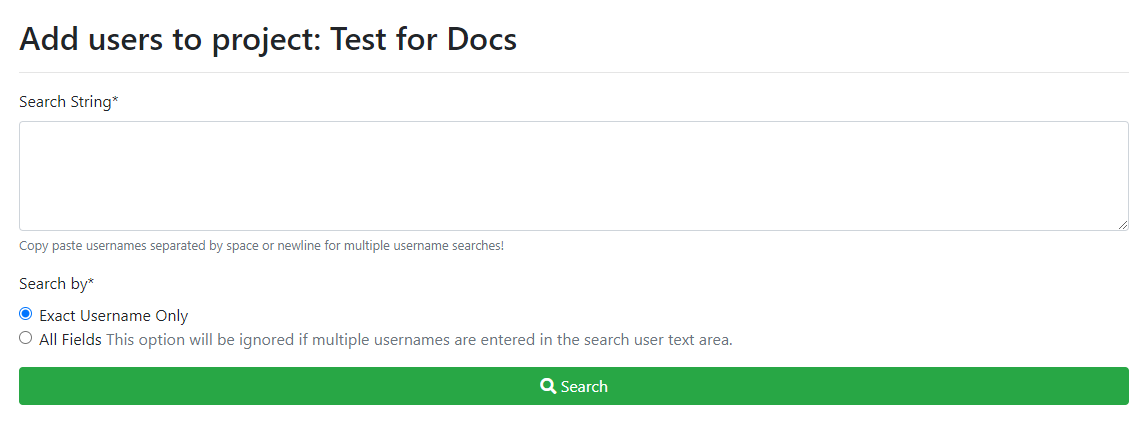 Add users to project: Test for Docs
Search String*
Copy paste usernames separated by space or newline for multiple username searches!
Search by*
Exact Username Only
All Fields This option will be ignored if multiple usernames are entered in the search user text area.
Search